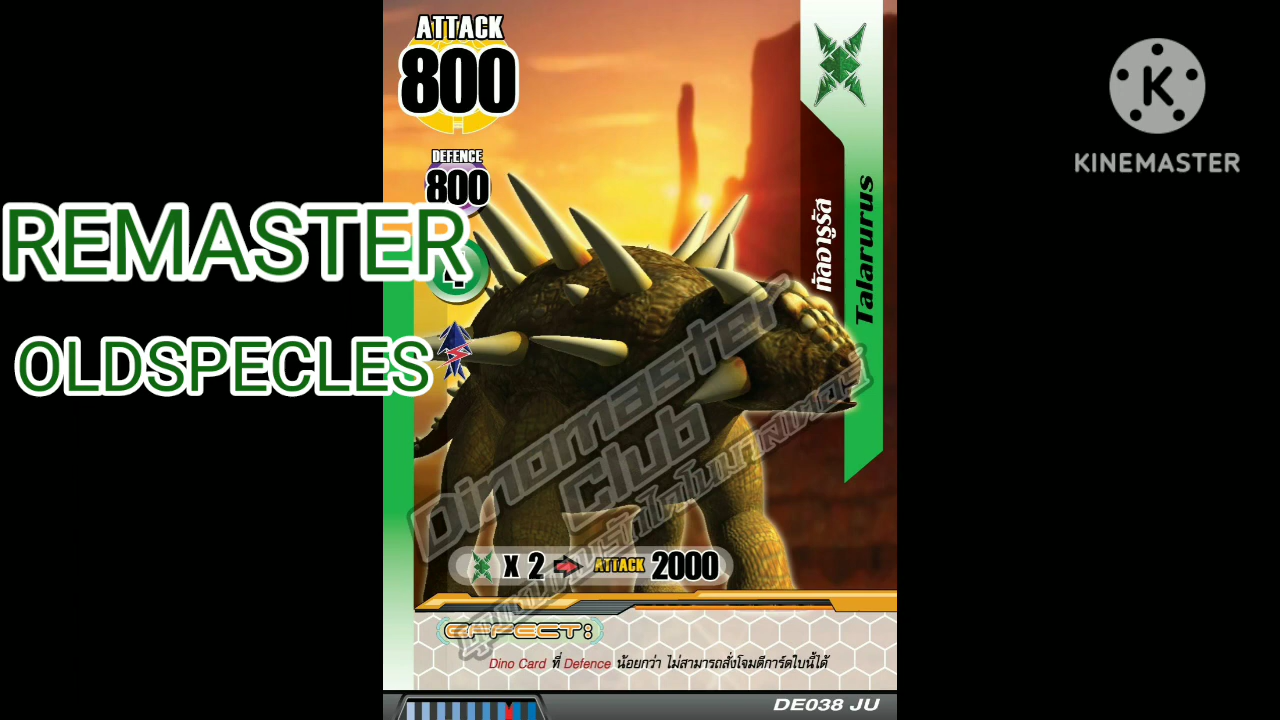 ATTACK
800
DEFENCE
800
4
REMASTER
OLDSPECLES
ทัลอารูรัส
Talarurus
K
KINEMASTER
Dinomaster
Club
X 2 ATTACK 2000
EFFECT:
Dino Card ที่ Defence น้อยกว่า ไม่สามารถสั่งโจมตีการ์ดใบนี้ได้
DE038 JU